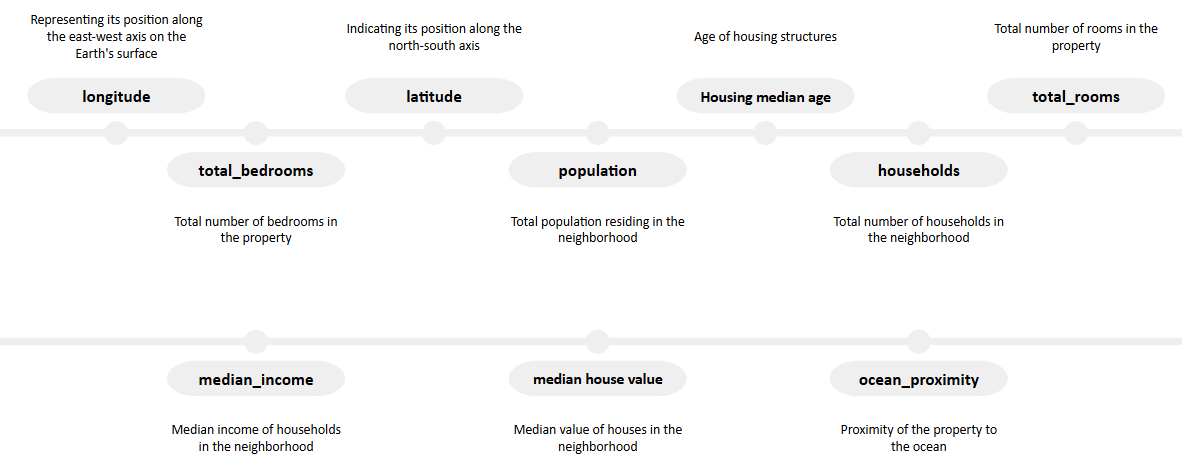 Representing its position along
the east-west axis on the
Earth's surface
longitude
Indicating its position along the
north-south axis
latitude
Age of housing structures
Housing median age
Total number of rooms in the
property
total_rooms
total_bedrooms
Total number of bedrooms in
the property
population
Total population residing in the
neighborhood
households
Total number of households in
the neighborhood
median_income
Median income of households
in the neighborhood
median house value
Median value of houses in the
neighborhood
ocean_proximity
Proximity of the property to
the ocean